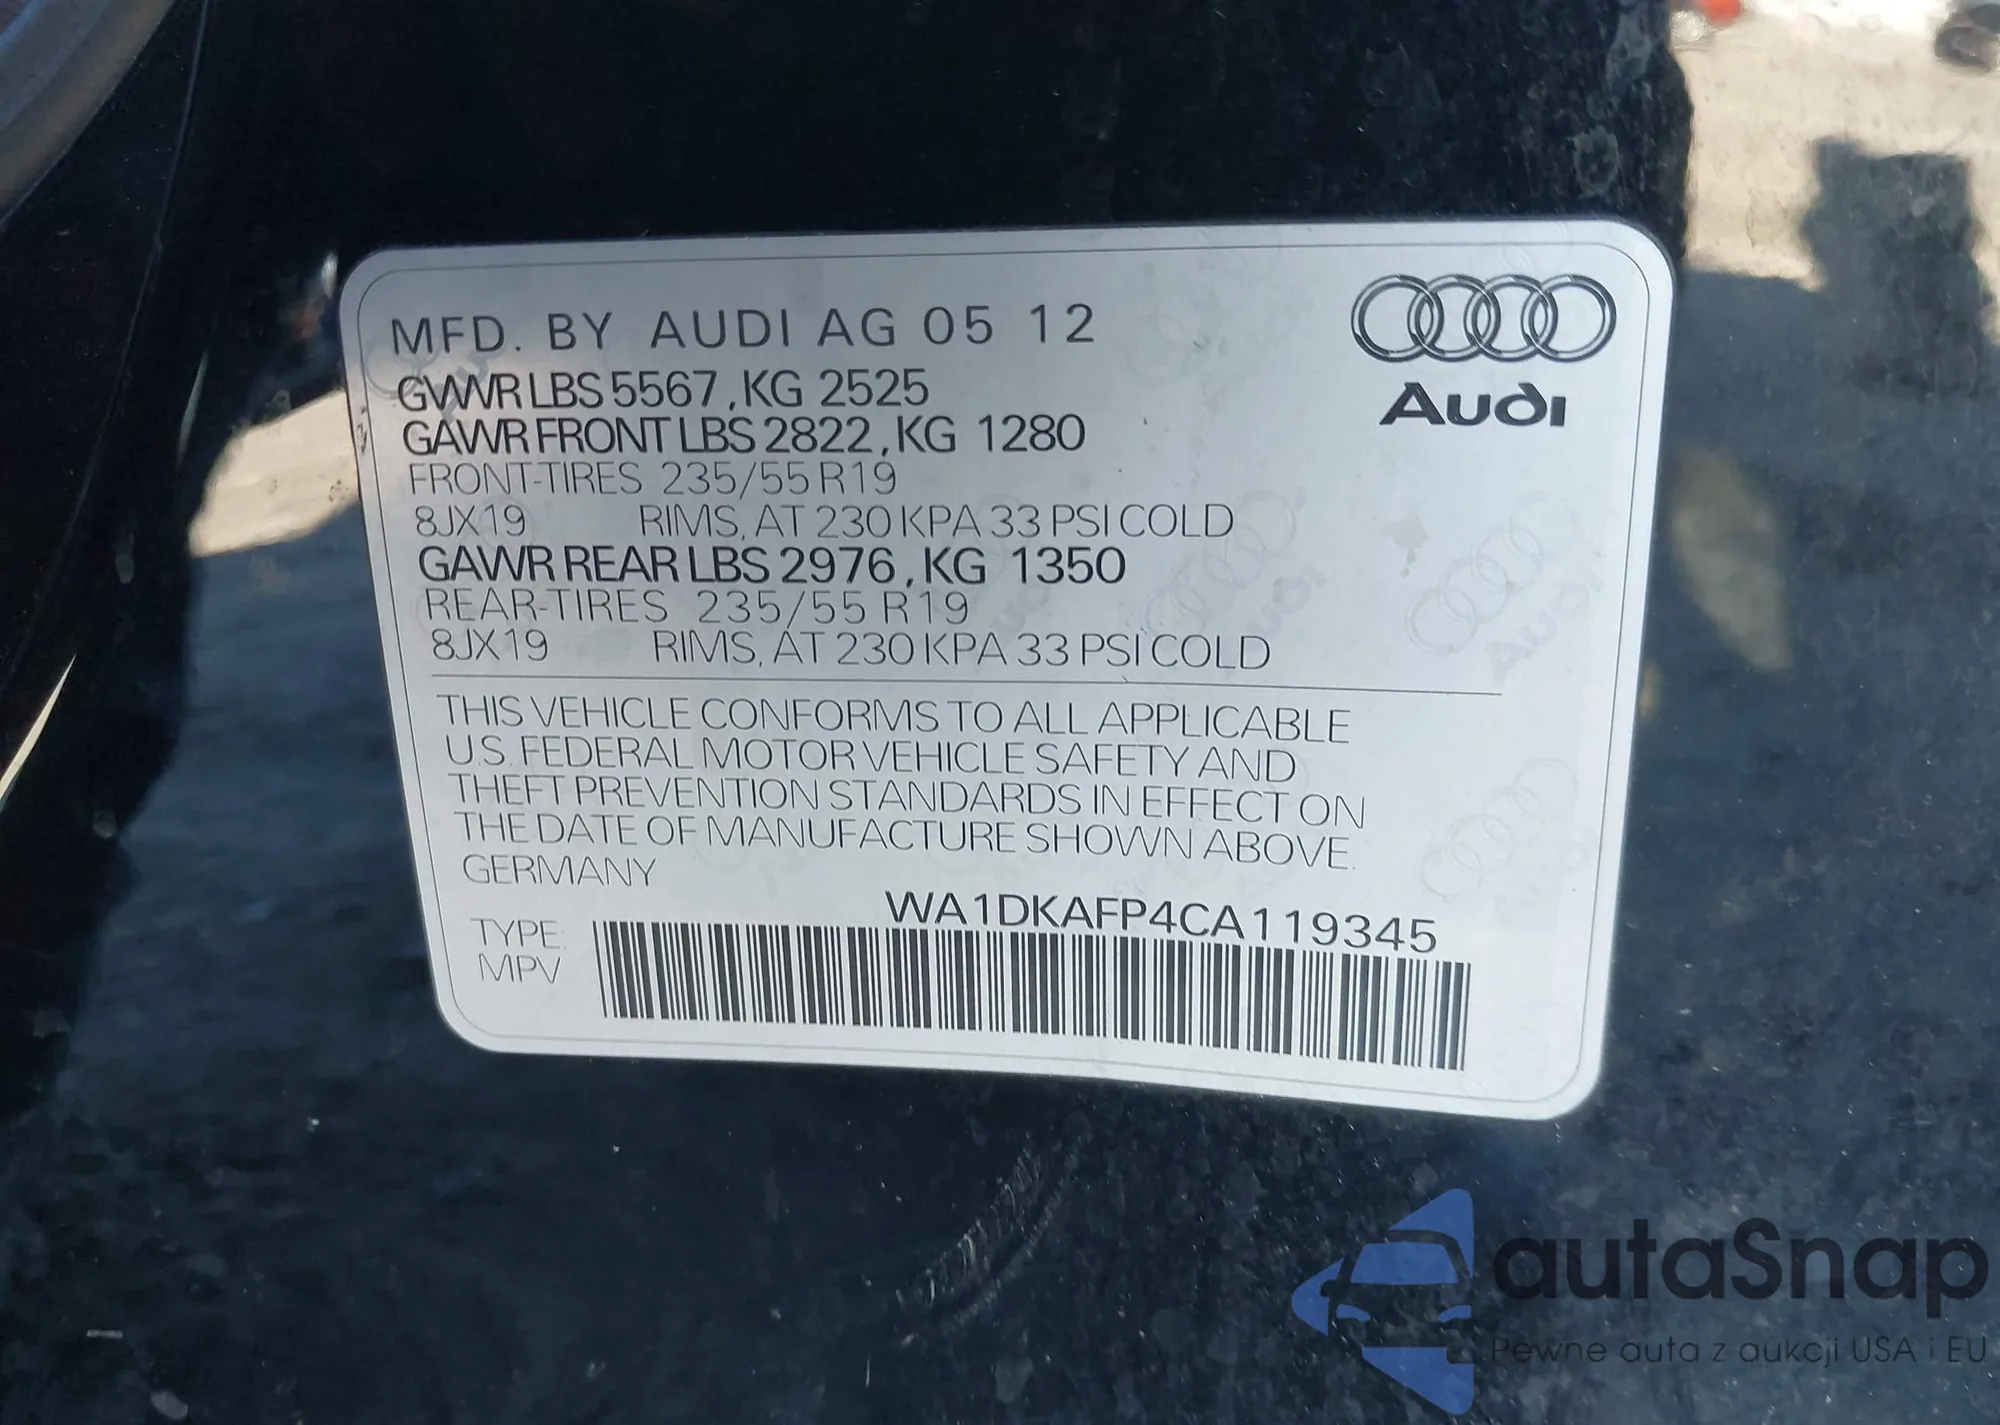 MFD. BY AUDI AG 05 12
GVWR LBS 5567, KG 2525
GAWR FRONT LBS 2822, KG 1280
FRONT-TIRES 235/55 R19
8JX19 RIMS, AT 230 KPA 33 PSI COLD
GAWR REAR LBS 2976, KG 1350
REAR-TIRES 235/55 R19
8JX19 RIMS, AT 230 KPA 33 PSI COLD
Audi
THIS VEHICLE CONFORMS TO ALL APPLICABLE
U.S. FEDERAL MOTOR VEHICLE SAFETY AND
THEFT PREVENTION STANDARDS IN EFFECT ON
THE DATE OF MANUFACTURE SHOWN ABOVE.
GERMANY
WA1DKAFP4CA119345
TYPE:
MPV
autaSnap
Pewne auta z aukcji USA i EU